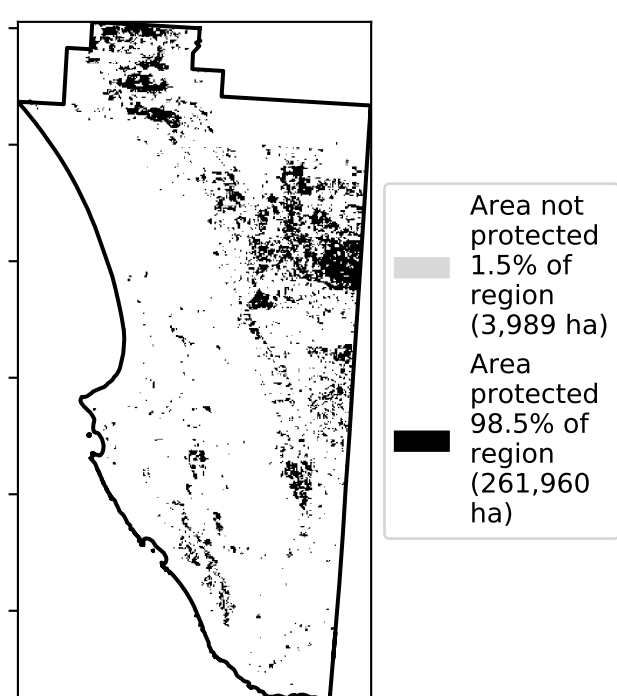 Area not
protected
1.5% of
region
(3,989 ha)
Area
protected
98.5% of
region
(261,960
ha)